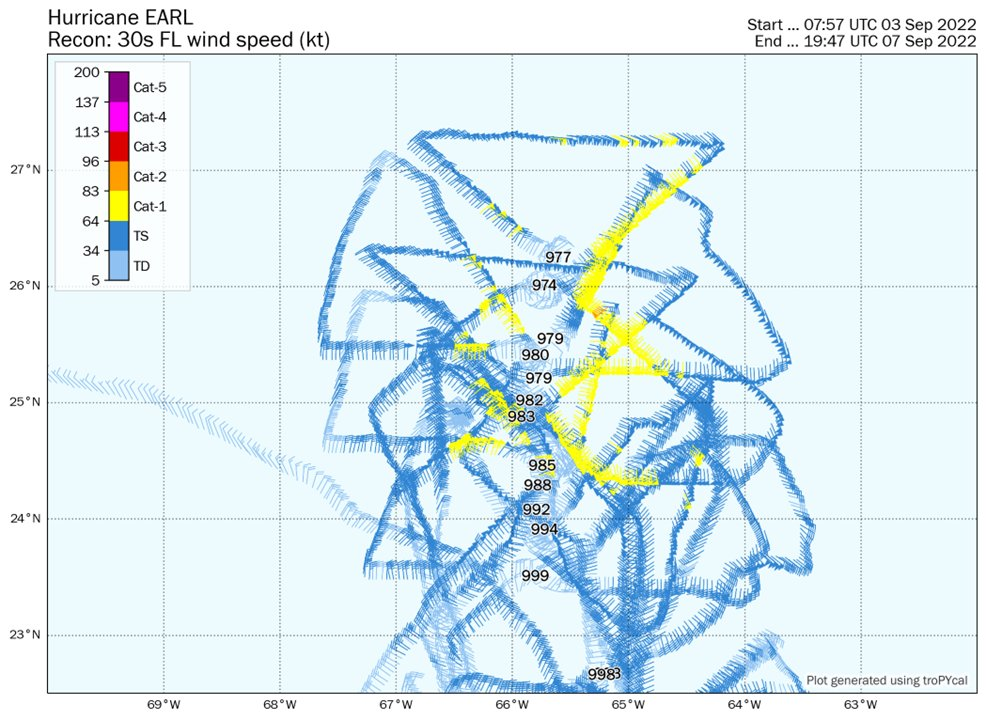 Hurricane EARL
Recon: 30s FL wind speed (kt)
Start ... 07:57 UTC 03 Sep 2022
End ... 19:47 UTC 07 Sep 2022
200
Cat-5
137
Cat-4
113
Cat-3
96
Cat-2
83
Cat-1
64
TS
34
TD
5
27°N
26°N
25°N
24°N
23°N
977
974
979
980
979
982
983
985
988
992
994
999
998
Plot generated using troPYcal
69°W
68°W
67°W
66°W
65°W
64°W
63°W